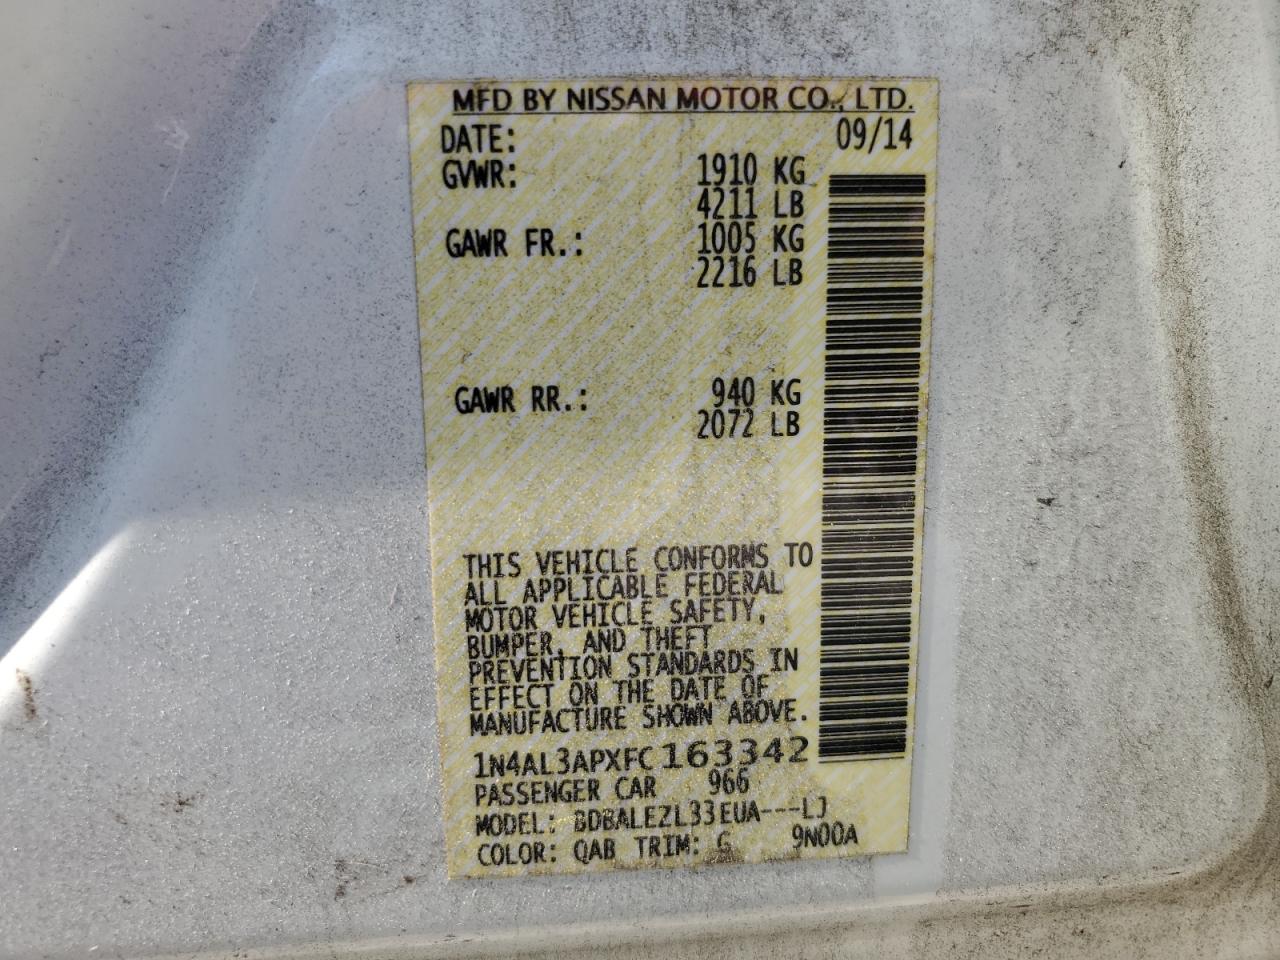 MFD BY NISSAN MOTOR CO., LTD.
DATE: 09/14
GVWR: 1910 KG
4211 LB
GAWR FR.: 1005 KG
2216 LB
GAWR RR.: 940 KG
2072 LB
THIS VEHICLE CONFORMS TO
ALL APPLICABLE FEDERAL
MOTOR VEHICLE SAFETY,
BUMPER, AND THEFT
PREVENTION STANDARDS IN
EFFECT ON THE DATE OF
MANUFACTURE SHOWN ABOVE.
1N4AL3APXFC163342
PASSENGER CAR 966
MODEL: BDBALEZL33EUA---LJ
COLOR: QAB TRIM: G 9N00A